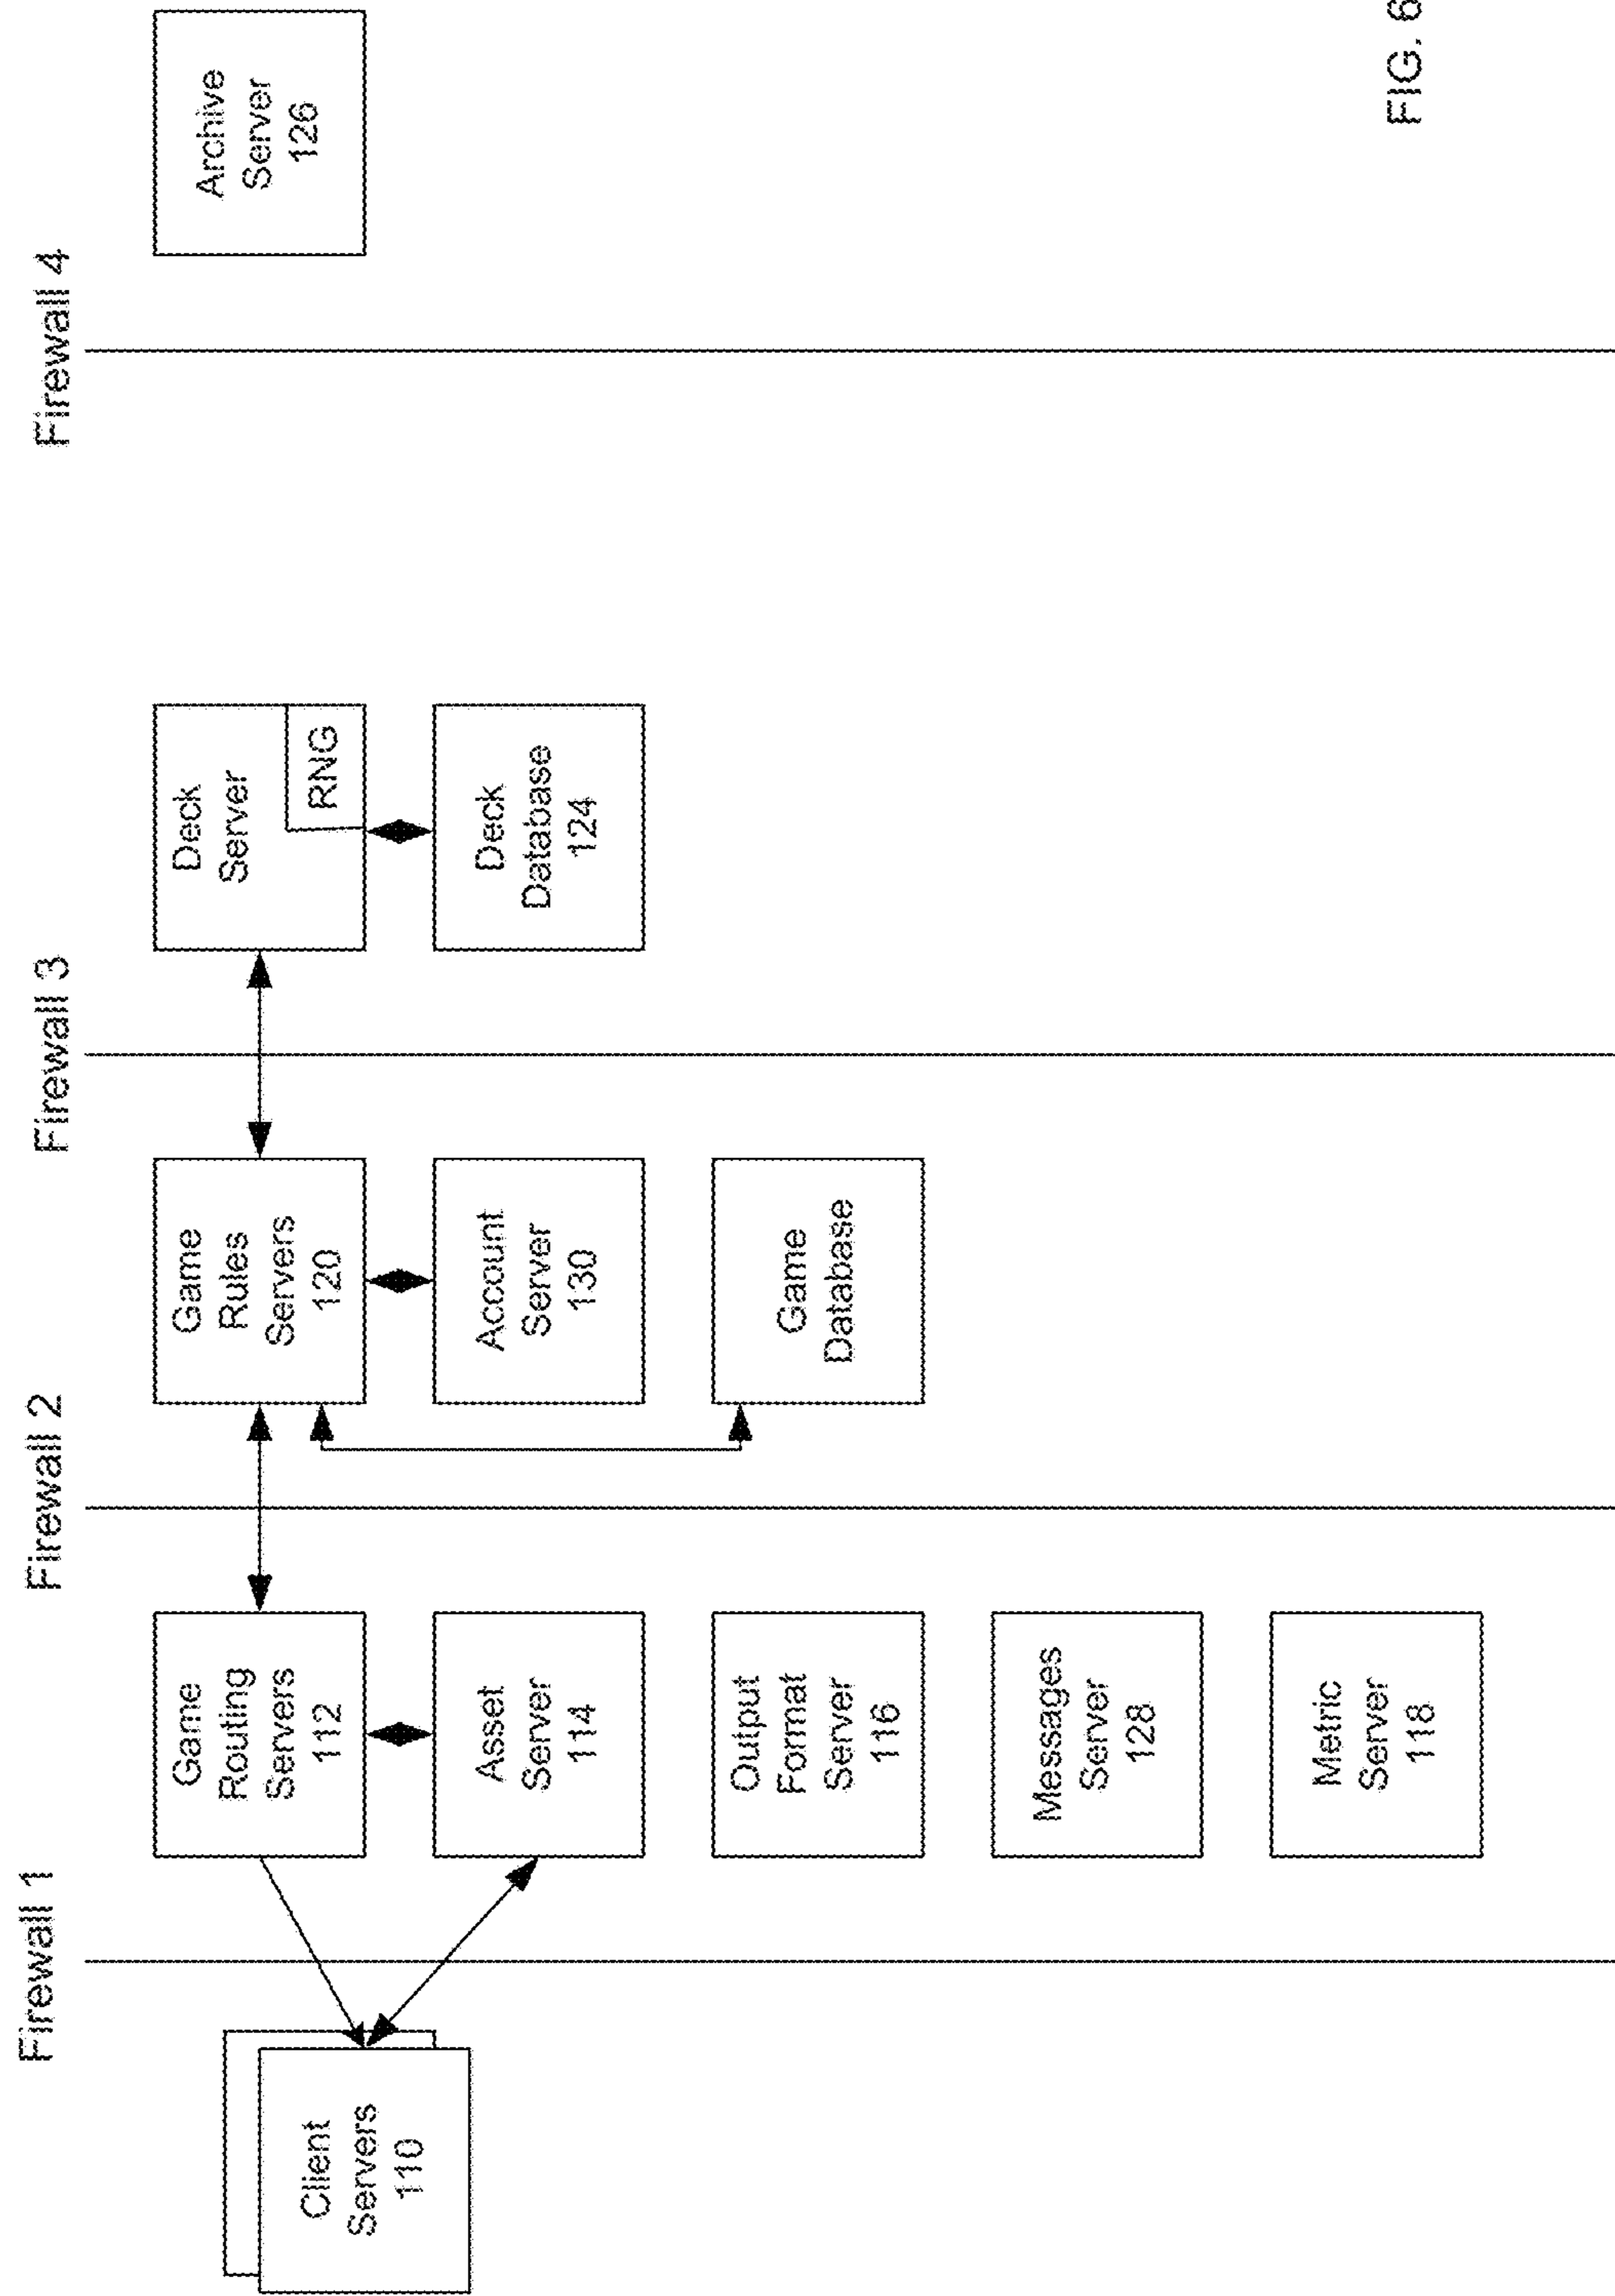 Firewall 1
Firewall 2
Firewall 3
Firewall 4
Client
Servers
110
Game
Routing
Servers
112
Asset
Server
114
Output
Format
Server
116
Messages
Server
128
Metric
Server
118
Game
Rules
Servers
120
Account
Server
130
Game
Database
Deck
Server
RNG
Deck
Database
124
Archive
Server
126
FIG. 6